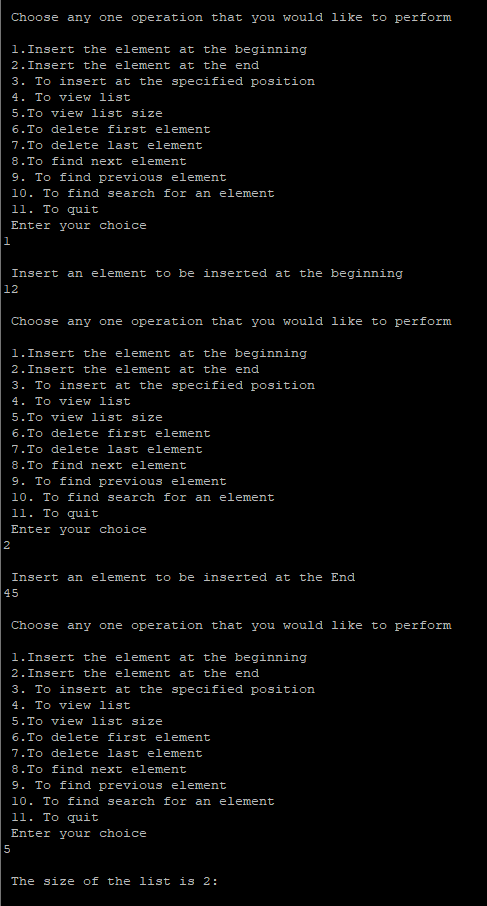 Choose any one operation that you would like to perform
1.Insert the element at the beginning
2.Insert the element at the end
3. To insert at the specified position
4. To view list
5.To view list size
6.To delete first element
7.To delete last element
8.To find next element
9. To find previous element
10. To find search for an element
11. To quit
Enter your choice
1
Insert an element to be inserted at the beginning
12
Choose any one operation that you would like to perform
1.Insert the element at the beginning
2.Insert the element at the end
3. To insert at the specified position
4. To view list
5.To view list size
6.To delete first element
7.To delete last element
8.To find next element
9. To find previous element
10. To find search for an element
11. To quit
Enter your choice
2
Insert an element to be inserted at the End
45
Choose any one operation that you would like to perform
1.Insert the element at the beginning
2.Insert the element at the end
3. To insert at the specified position
4. To view list
5.To view list size
6.To delete first element
7.To delete last element
8.To find next element
9. To find previous element
10. To find search for an element
11. To quit
Enter your choice
5
The size of the list is 2: